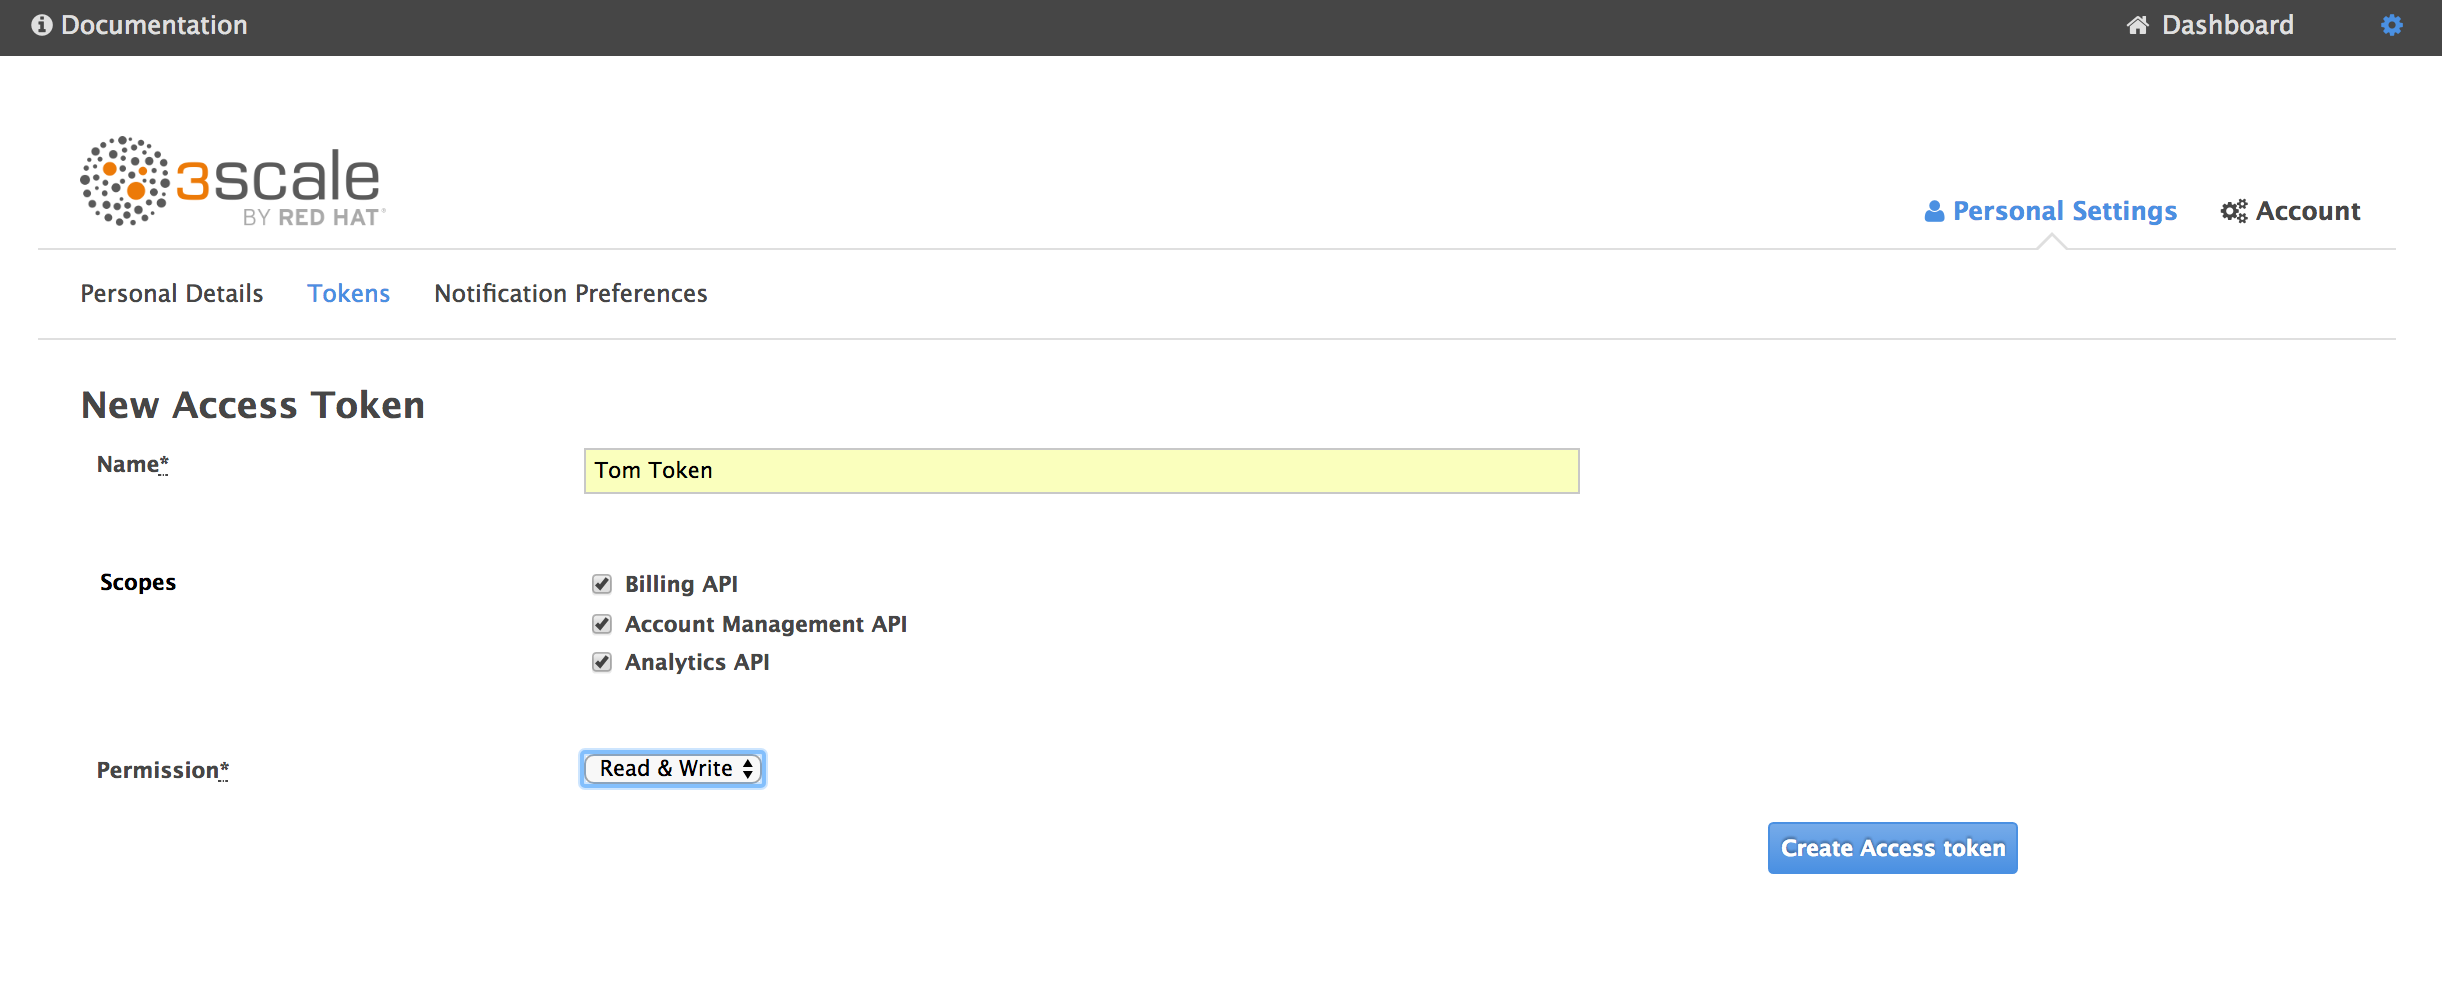 Documentation
Dashboard
3scale
BY RED HAT®
Personal Settings
Account
Personal Details
Tokens
Notification Preferences
New Access Token
Name*
Tom Token
Scopes
Billing API
Account Management API
Analytics API
Permission*
Read & Write
Create Access token